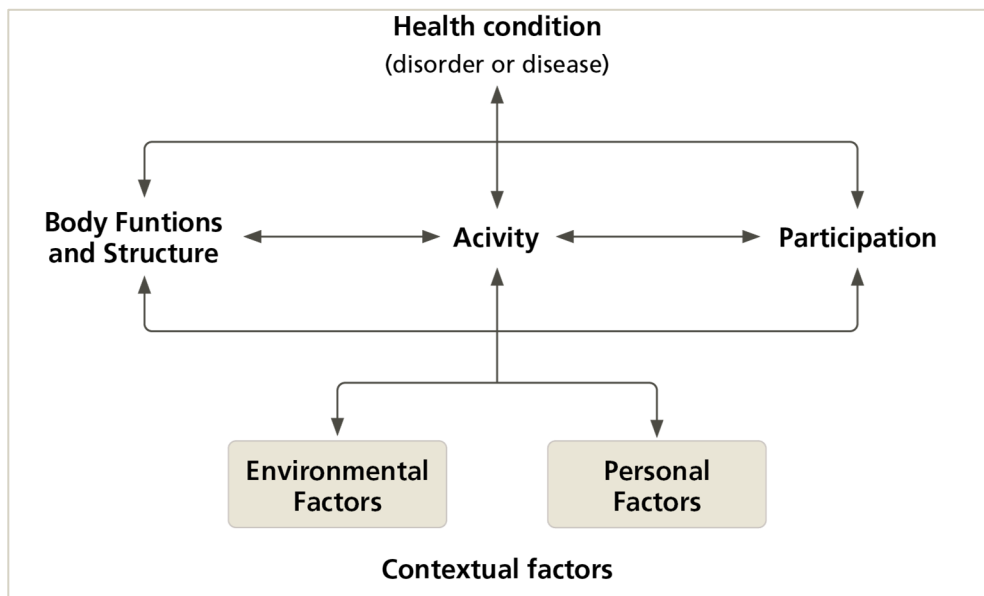 Health condition
(disorder or disease)
Body Funtions
and Structure
Acivity
Participation
Environmental
Factors
Personal
Factors
Contextual factors